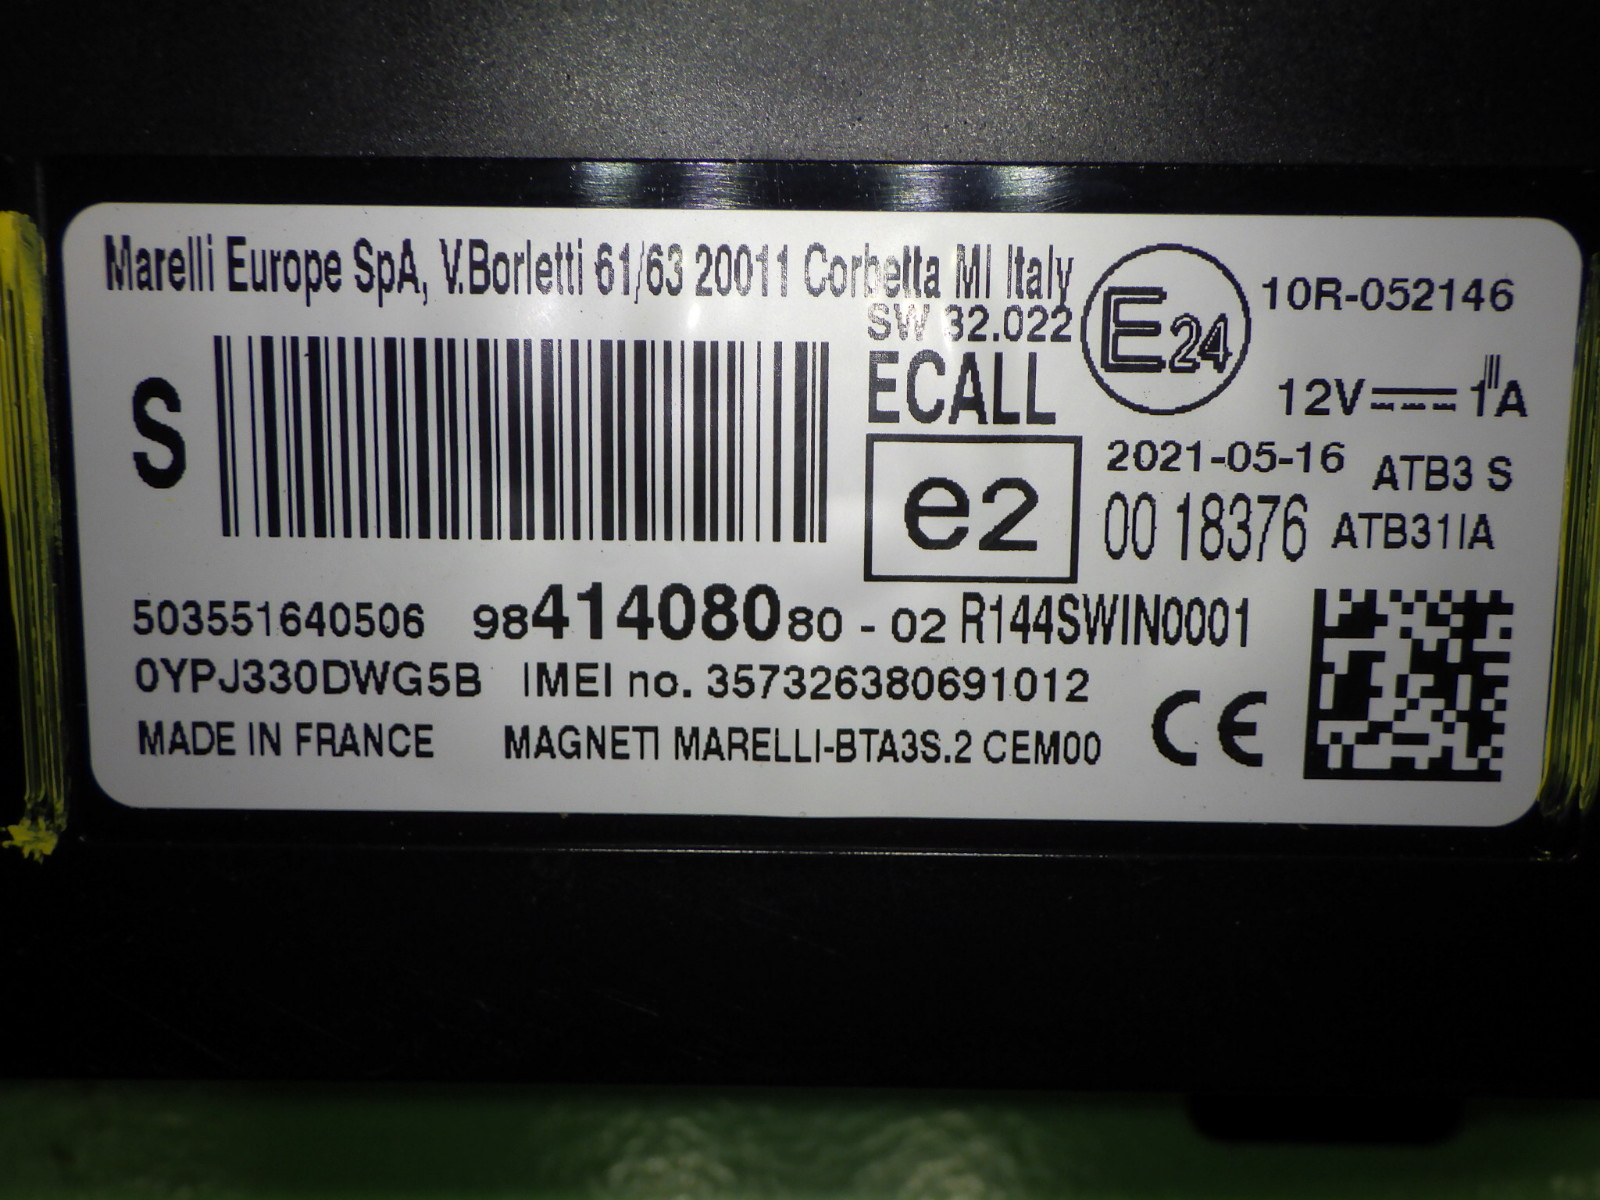 Marelli Europe SpA, V.Borletti 61/63 20011 Corbetta MI Italy
SW 32.022
ECALL
E24
10R-052146
12V 1A
S
e2
2021-05-16 ATB3 S
00 18376 ATB31IA
503551640506 9841408080 - 02 R144SWIN0001
0YPJ330DWG5B IMEI no. 357326380691012
MADE IN FRANCE MAGNETI MARELLI-BTA3S.2 CEM00
CE